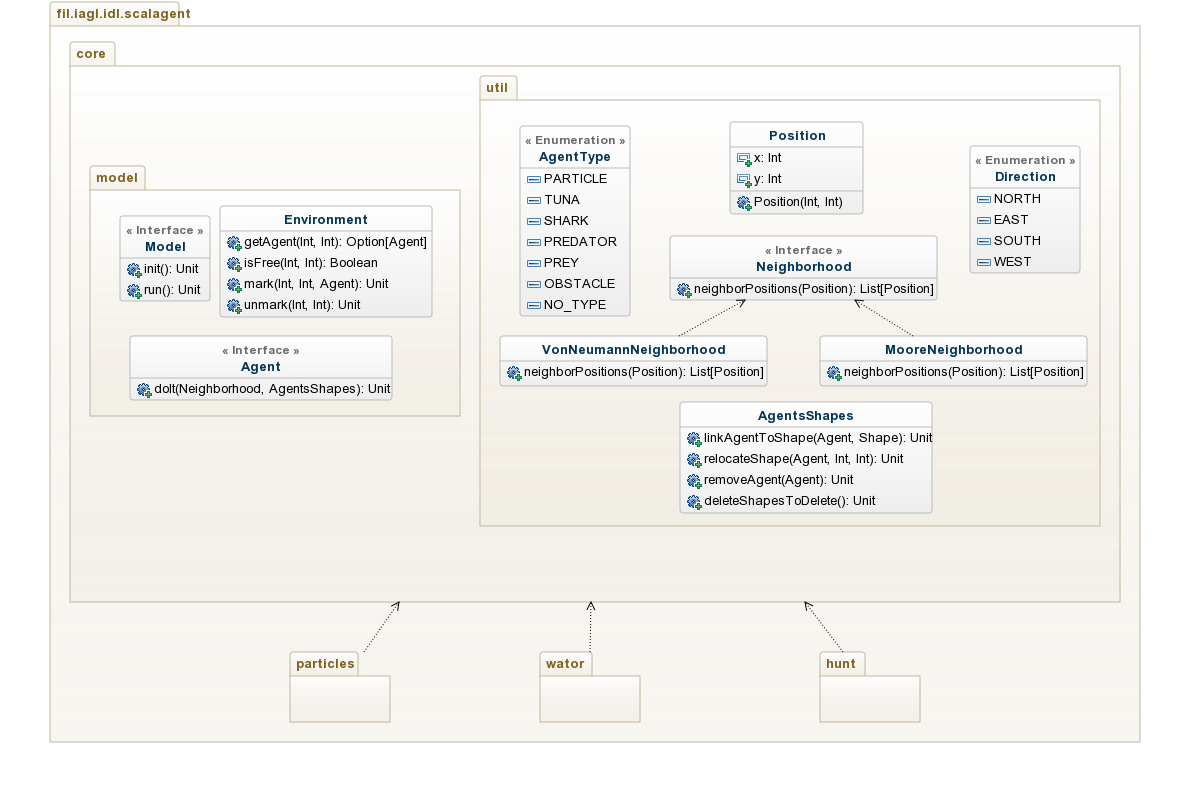 fil.iagl.idl.scalagent
core
model
« Interface »
Model
init(): Unit
run(): Unit
Environment
getAgent(Int, Int): Option[Agent]
isFree(Int, Int): Boolean
mark(Int, Int, Agent): Unit
unmark(Int, Int): Unit
« Interface »
Agent
doIt(Neighborhood, AgentsShapes): Unit
util
« Enumeration »
AgentType
PARTICLE
TUNA
SHARK
PREDATOR
PREY
OBSTACLE
NO_TYPE
Position
x: Int
y: Int
Position(Int, Int)
« Enumeration »
Direction
NORTH
EAST
SOUTH
WEST
« Interface »
Neighborhood
neighborPositions(Position): List[Position]
VonNeumannNeighborhood
neighborPositions(Position): List[Position]
MooreNeighborhood
neighborPositions(Position): List[Position]
AgentsShapes
linkAgentToShape(Agent, Shape): Unit
relocateShape(Agent, Int, Int): Unit
removeAgent(Agent): Unit
deleteShapesToDelete(): Unit
particles
wator
hunt